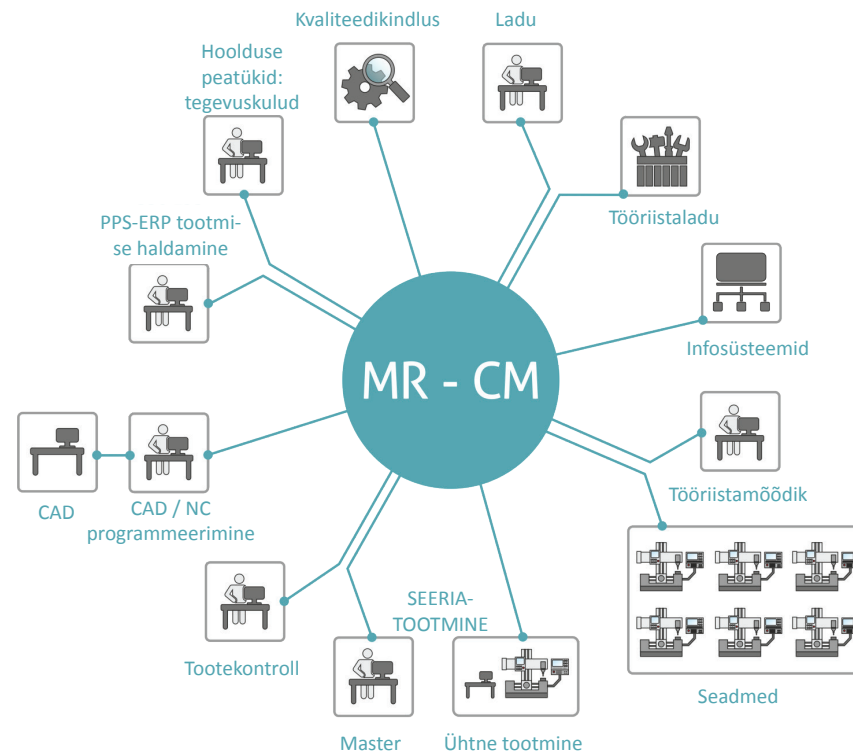 Kvaliteedikindlus
Ladu
Hoolduse
peatükid:
tegevuskulud
Tööriistaladu
PPS-ERP tootmi-
se haldamine
Infosüsteemid
MR - CM
Tööriistamõõdik
CAD
CAD / NC
programmeerimine
SEERIA-
TOOTMINE
Tootekontroll
Seadmed
Master
Ühtne tootmine